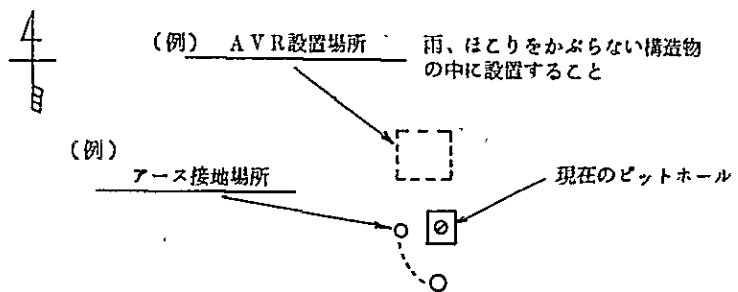 (例) AVR設置場所
雨、ほこりをかぶらない構造物
の中に設置すること
(例)
アース接地場所
現在のピットホール